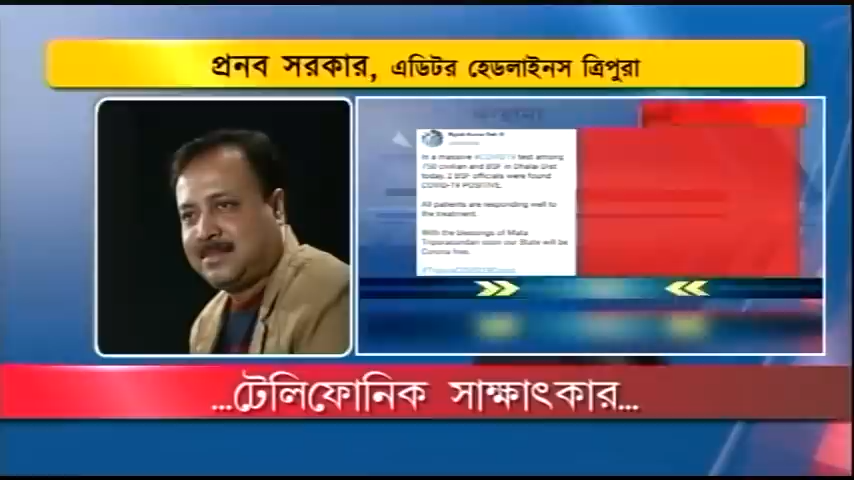 প্রনব সরকার, এডিটর হেডলাইনস ত্রিপুরা
In a massive #COVID19 test among
750 civilian and BSF in Dhalai Dist
today, 2 BSF officials were found
COVID-19 POSITIVE.
All patients are responding well to
the treatment.
With the blessings of Mata
Tripurasundari soon our State will be
Corona free.
...টেলিফোনিক সাক্ষাৎকার...